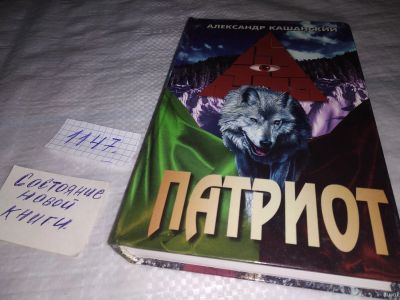 АЛЕКСАНДР КАШАНСКИЙ
ПАТРИОТ
1147
СОСТОЯНИЕ
НОВОЙ
КНИГИ.